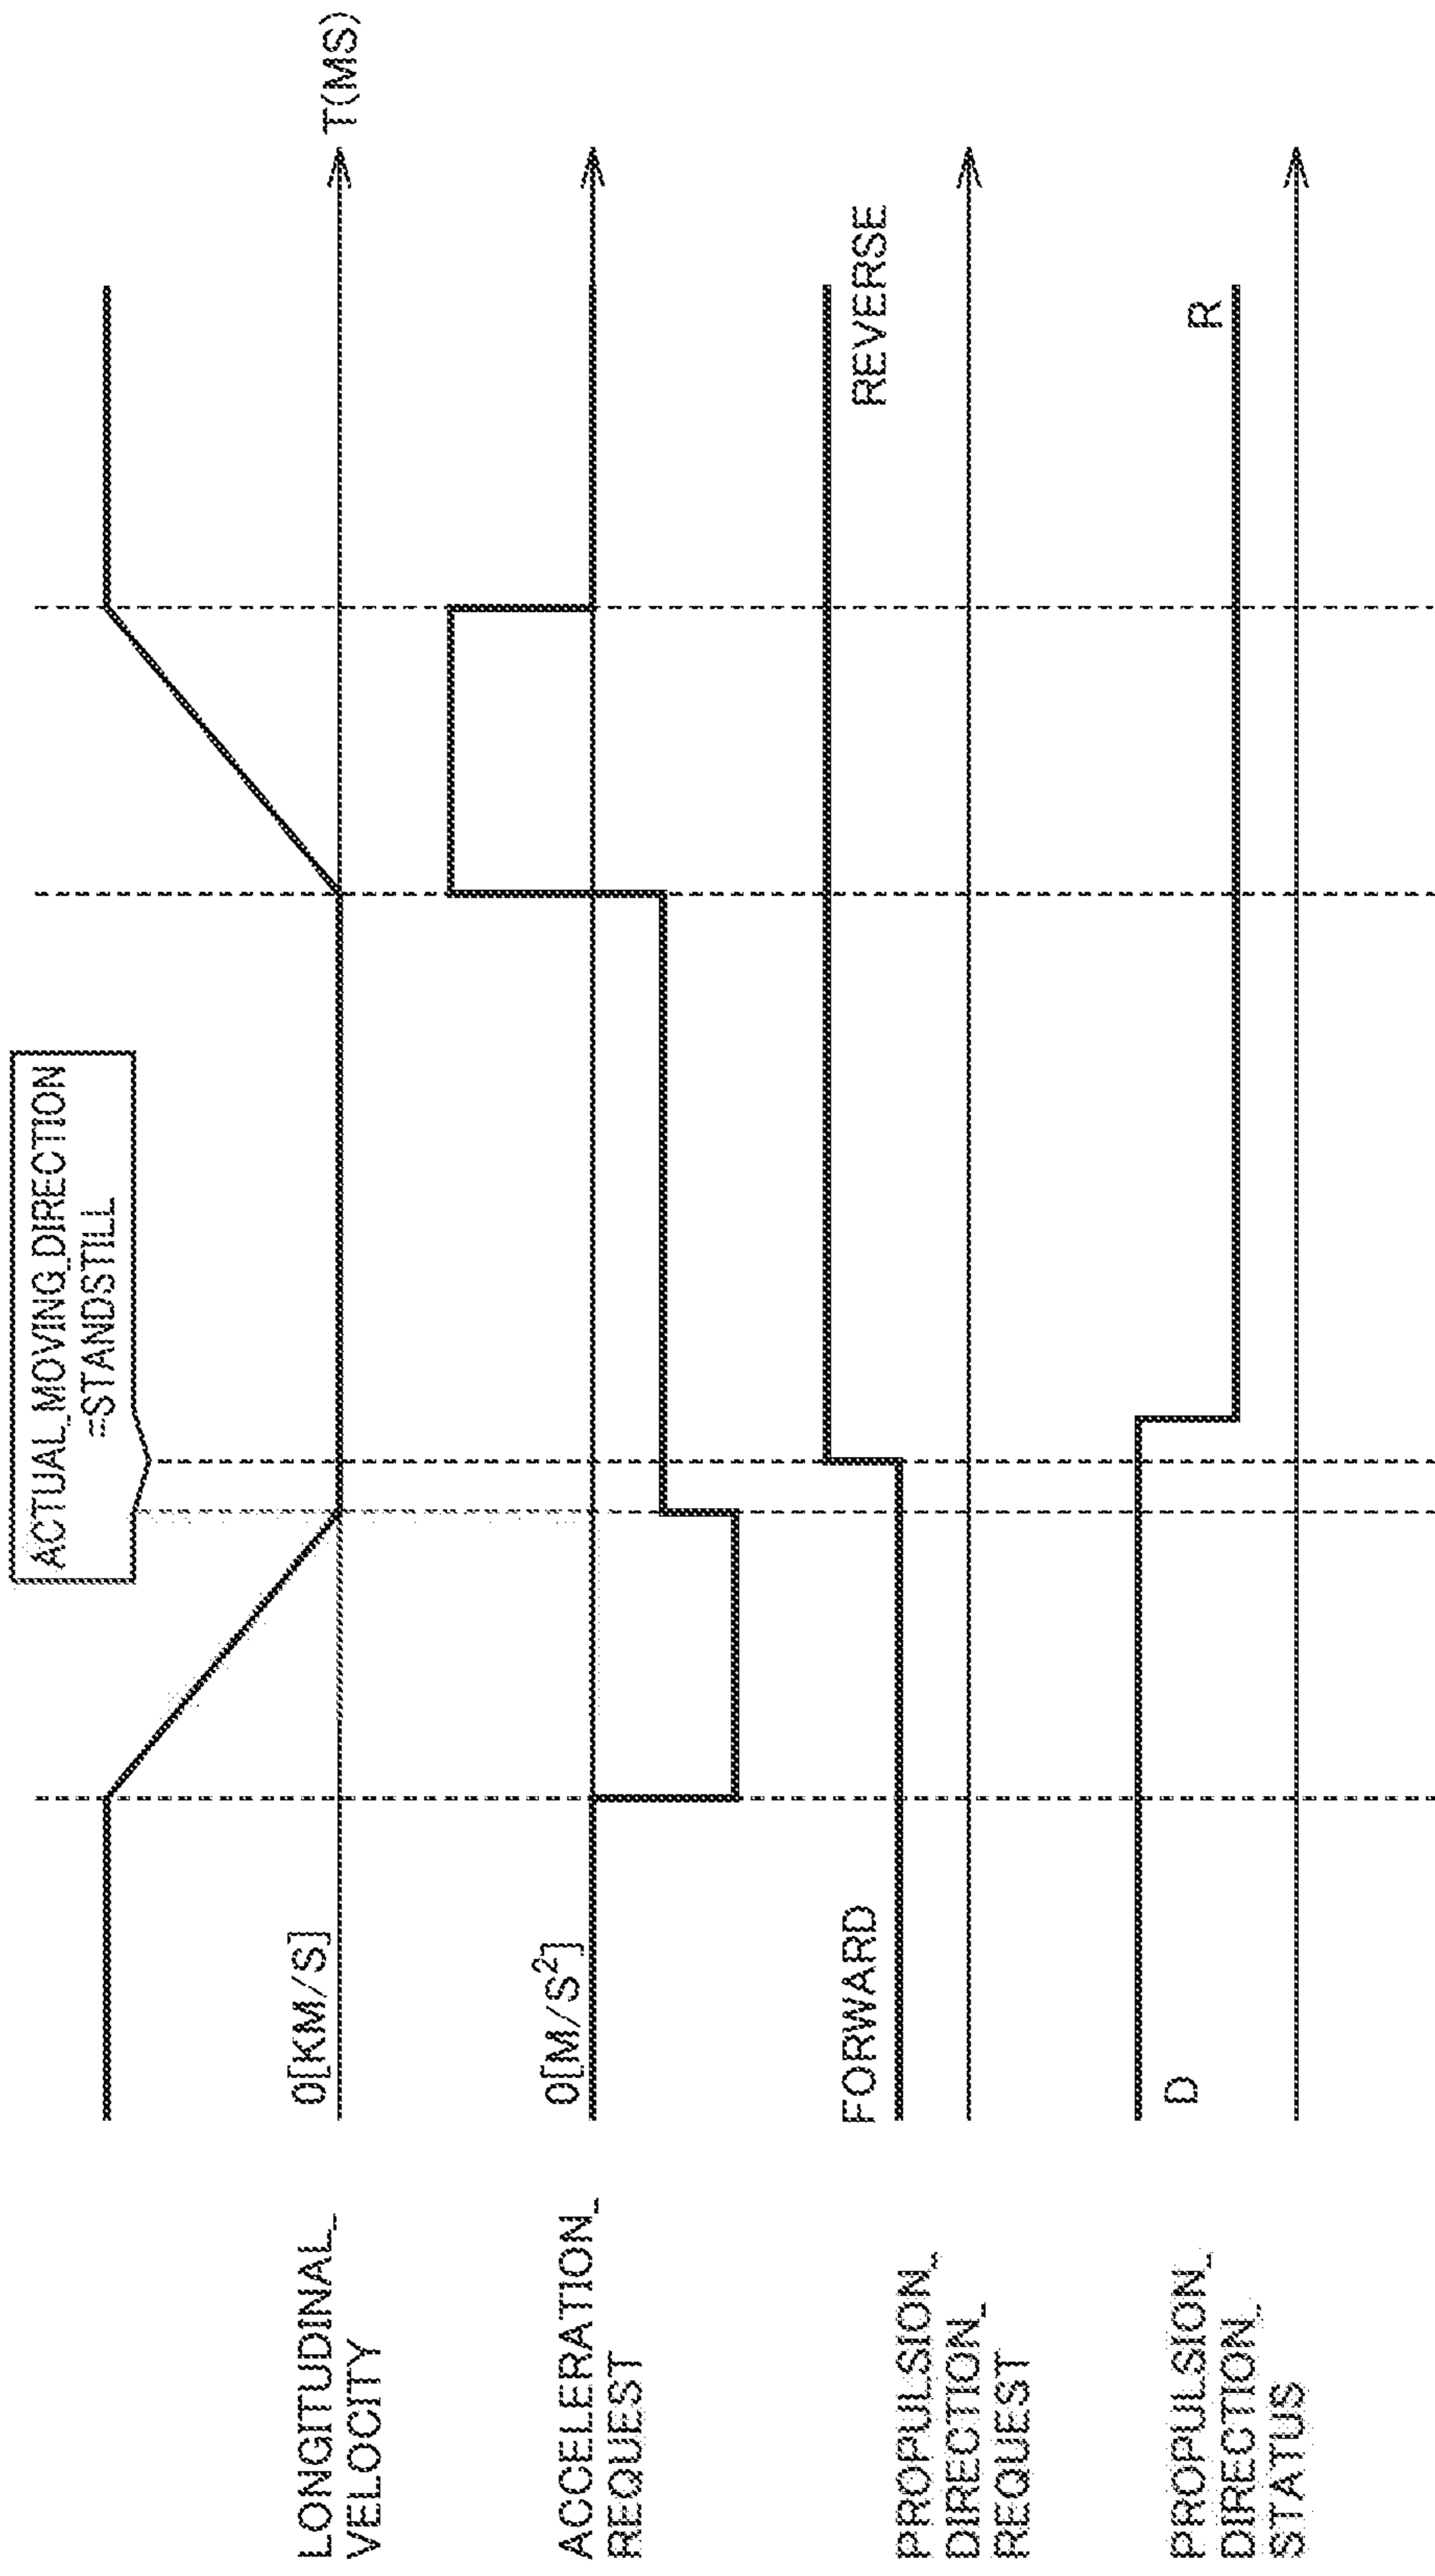 ACTUAL_MOVING_DIRECTION
=STANDSTILL
T(MS)
0[KM/S]
LONGITUDINAL_
VELOCITY
0[M/S²]
ACCELERATION_
REQUEST
FORWARD
REVERSE
PROPULSION_
DIRECTION_
REQUEST
D
R
PROPULSION_
DIRECTION_
STATUS